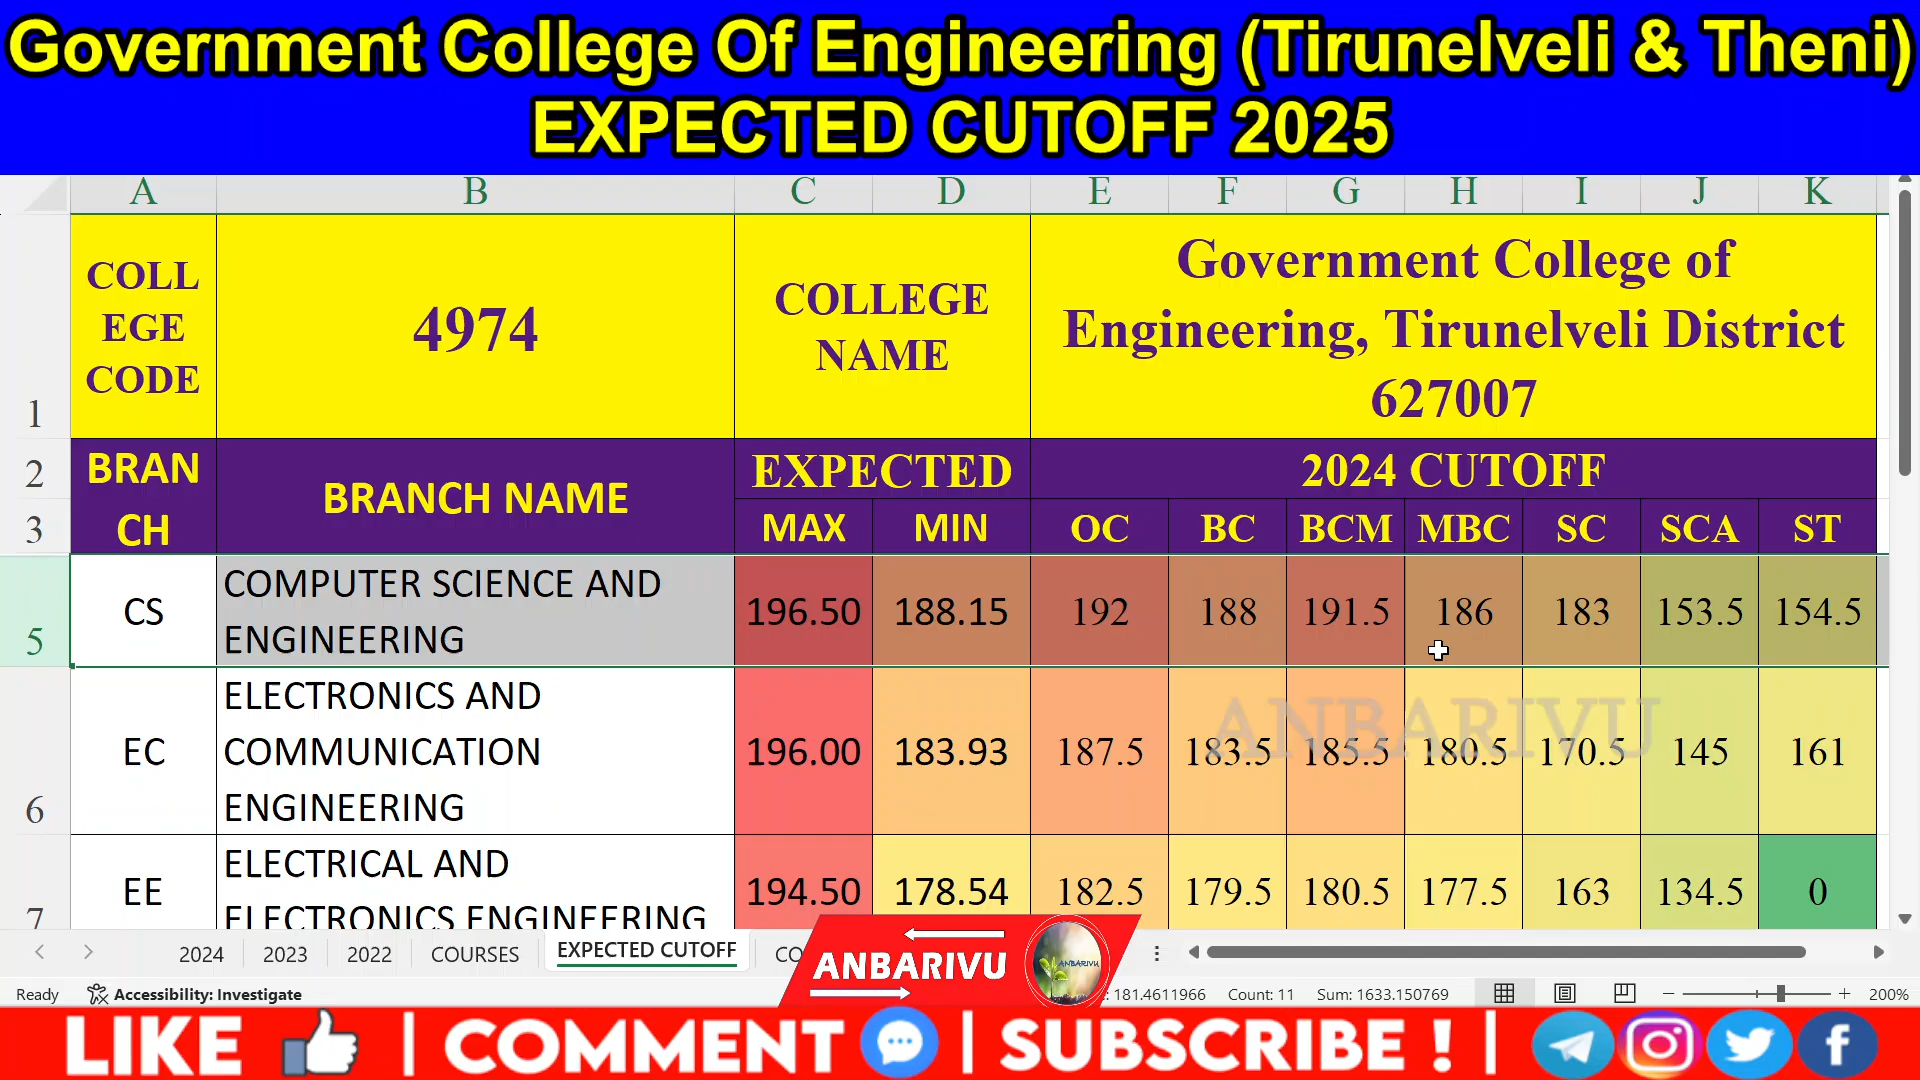 Government College Of Engineering (Tirunelveli & Theni)
EXPECTED CUTOFF 2025
A B C D E F G H I J K
1
COLL
EGE
CODE
4974
COLLEGE
NAME
Government College of
Engineering, Tirunelveli District
627007
2
3
BRAN
CH
BRANCH NAME
EXPECTED
2024 CUTOFF
MAX MIN OC BC BCM MBC SC SCA ST
5
CS
COMPUTER SCIENCE AND
ENGINEERING
196.50 188.15 192 188 191.5 186 183 153.5 154.5
6
EC
ELECTRONICS AND
COMMUNICATION
ENGINEERING
196.00 183.93 187.5 183.5 185.5 180.5 170.5 145 161
ANBARIVU
7
EE
ELECTRICAL AND
ELECTRONICS ENGINEERING
194.50 178.54 182.5 179.5 180.5 177.5 163 134.5 0
2024 2023 2022 COURSES EXPECTED CUTOFF CO
ANBARIVU
ANBARIVU
Ready Accessibility: Investigate : 181.4611966 Count: 11 Sum: 1633.150769 200%
LIKE | COMMENT | SUBSCRIBE ! |